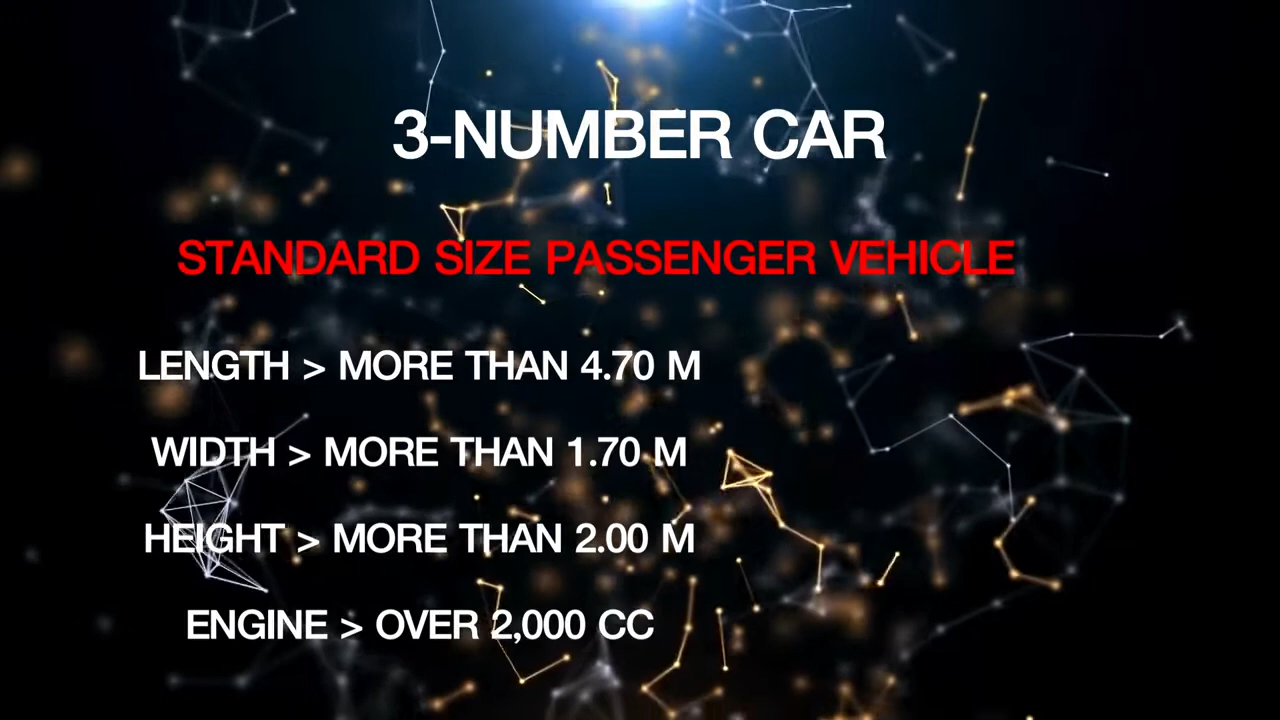 3-NUMBER CAR
STANDARD SIZE PASSENGER VEHICLE
LENGTH > MORE THAN 4.70 M
WIDTH > MORE THAN 1.70 M
HEIGHT > MORE THAN 2.00 M
ENGINE > OVER 2,000 CC